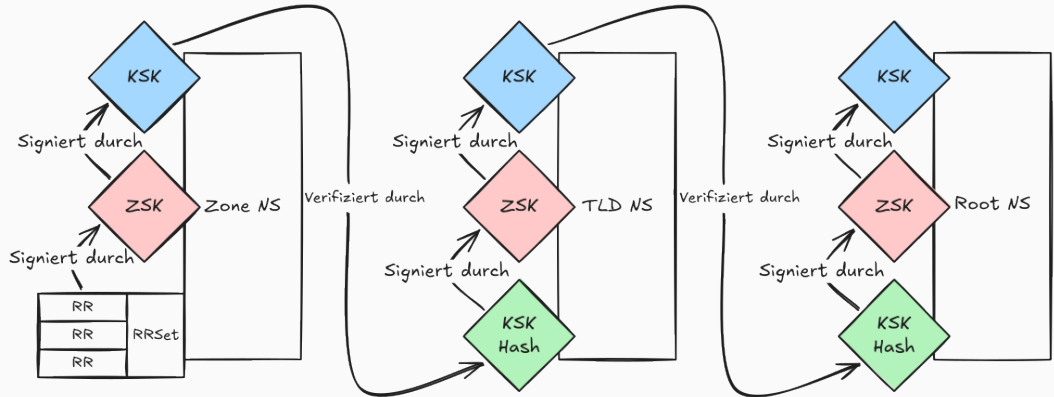 KSK
Signiert durch
ZSK
Zone NS
Signiert durch
RR
RR
RR
RRSet
Verifiziert durch
KSK
Signiert durch
ZSK
TLD NS
Signiert durch
KSK
Hash
Verifiziert durch
KSK
Signiert durch
ZSK
Root NS
Signiert durch
KSK
Hash